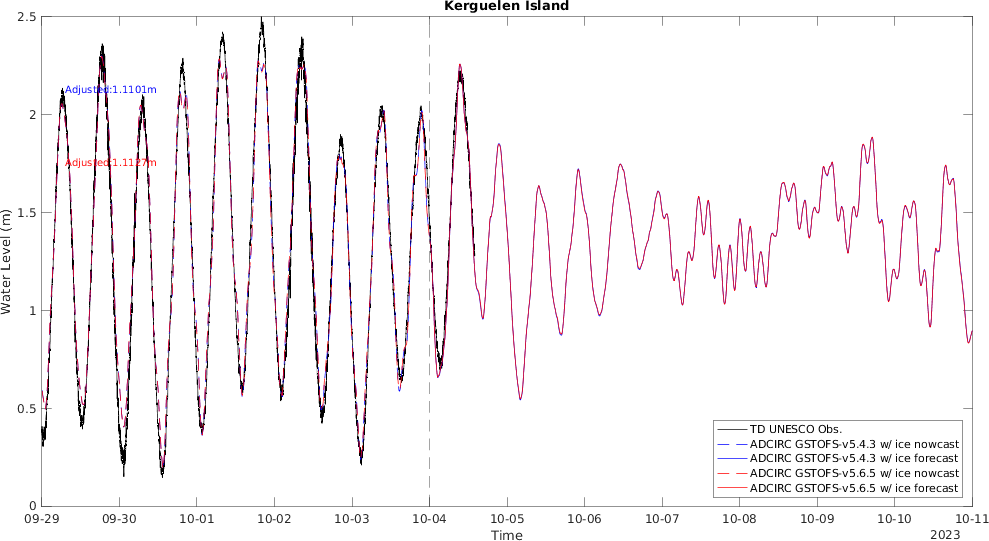 Kerguelen Island
2.5
2
1.5
1
0.5
0
Water Level (m)
Adjusted:1.1101m
Adjusted:1.1127m
TD UNESCO Obs.
ADCIRC GSTOFS-v5.4.3 w/ ice nowcast
ADCIRC GSTOFS-v5.4.3 w/ ice forecast
ADCIRC GSTOFS-v5.6.5 w/ ice nowcast
ADCIRC GSTOFS-v5.6.5 w/ ice forecast
09-29 09-30 10-01 10-02 10-03 10-04 10-05 10-06 10-07 10-08 10-09 10-10 10-11
Time
2023